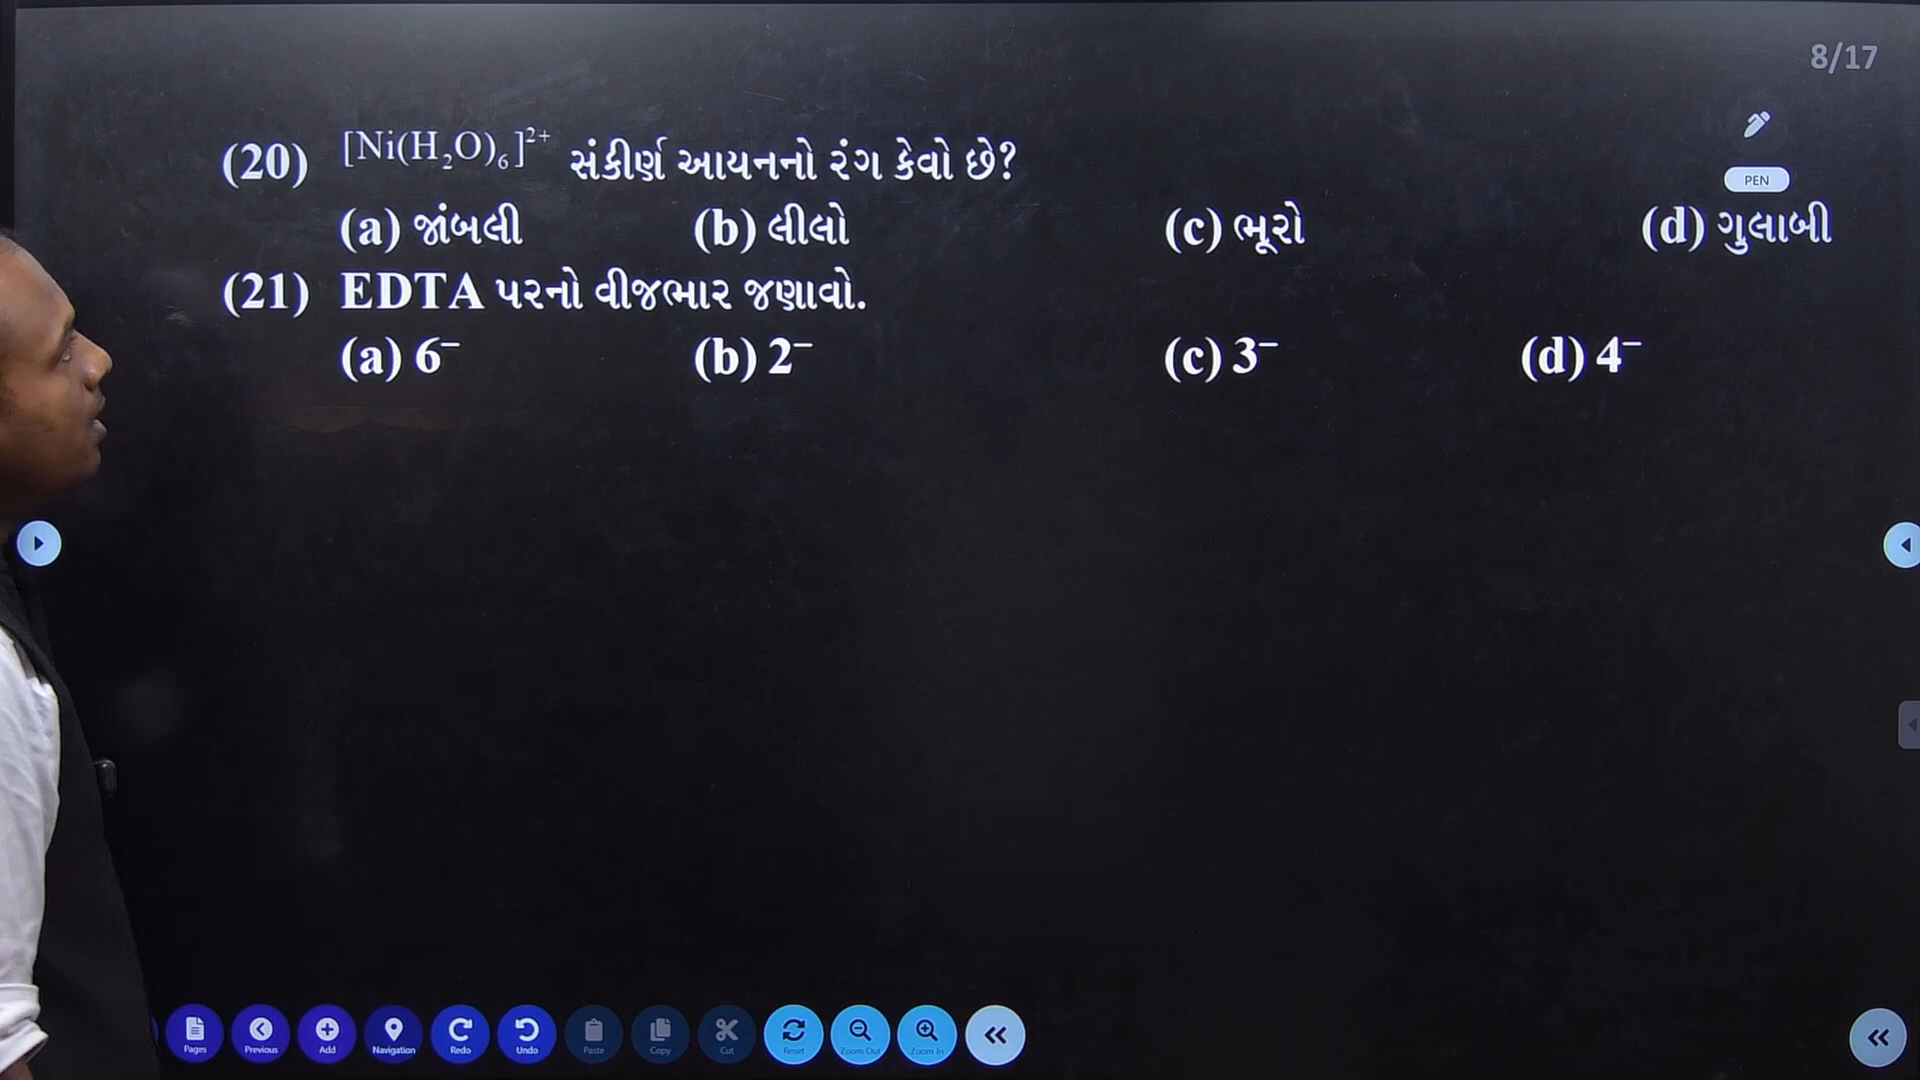 8/17
(20) [Ni(H₂O)₆]²⁺ સંકીર્ણ આયનનો રંગ કેવો છે?
PEN
(a) જાંબલી (b) લીલો (c) ભૂરો (d) ગુલાબી
(21) EDTA પરનો વીજભાર જણાવો.
(a) 6⁻ (b) 2⁻ (c) 3⁻ (d) 4⁻
Pages Previous Add Navigation Redo Undo Paste Copy Cut Reset Zoom Out Zoom In